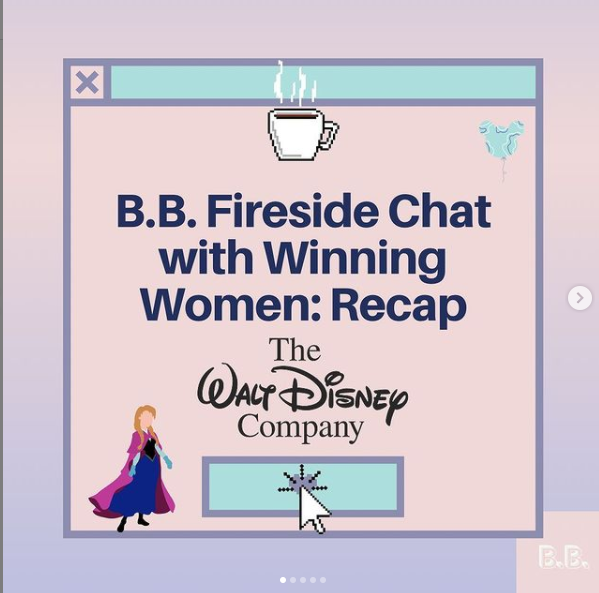 B.B. Fireside Chat
with Winning
Women: Recap
The
WALT DISNEY
Company
B.B.